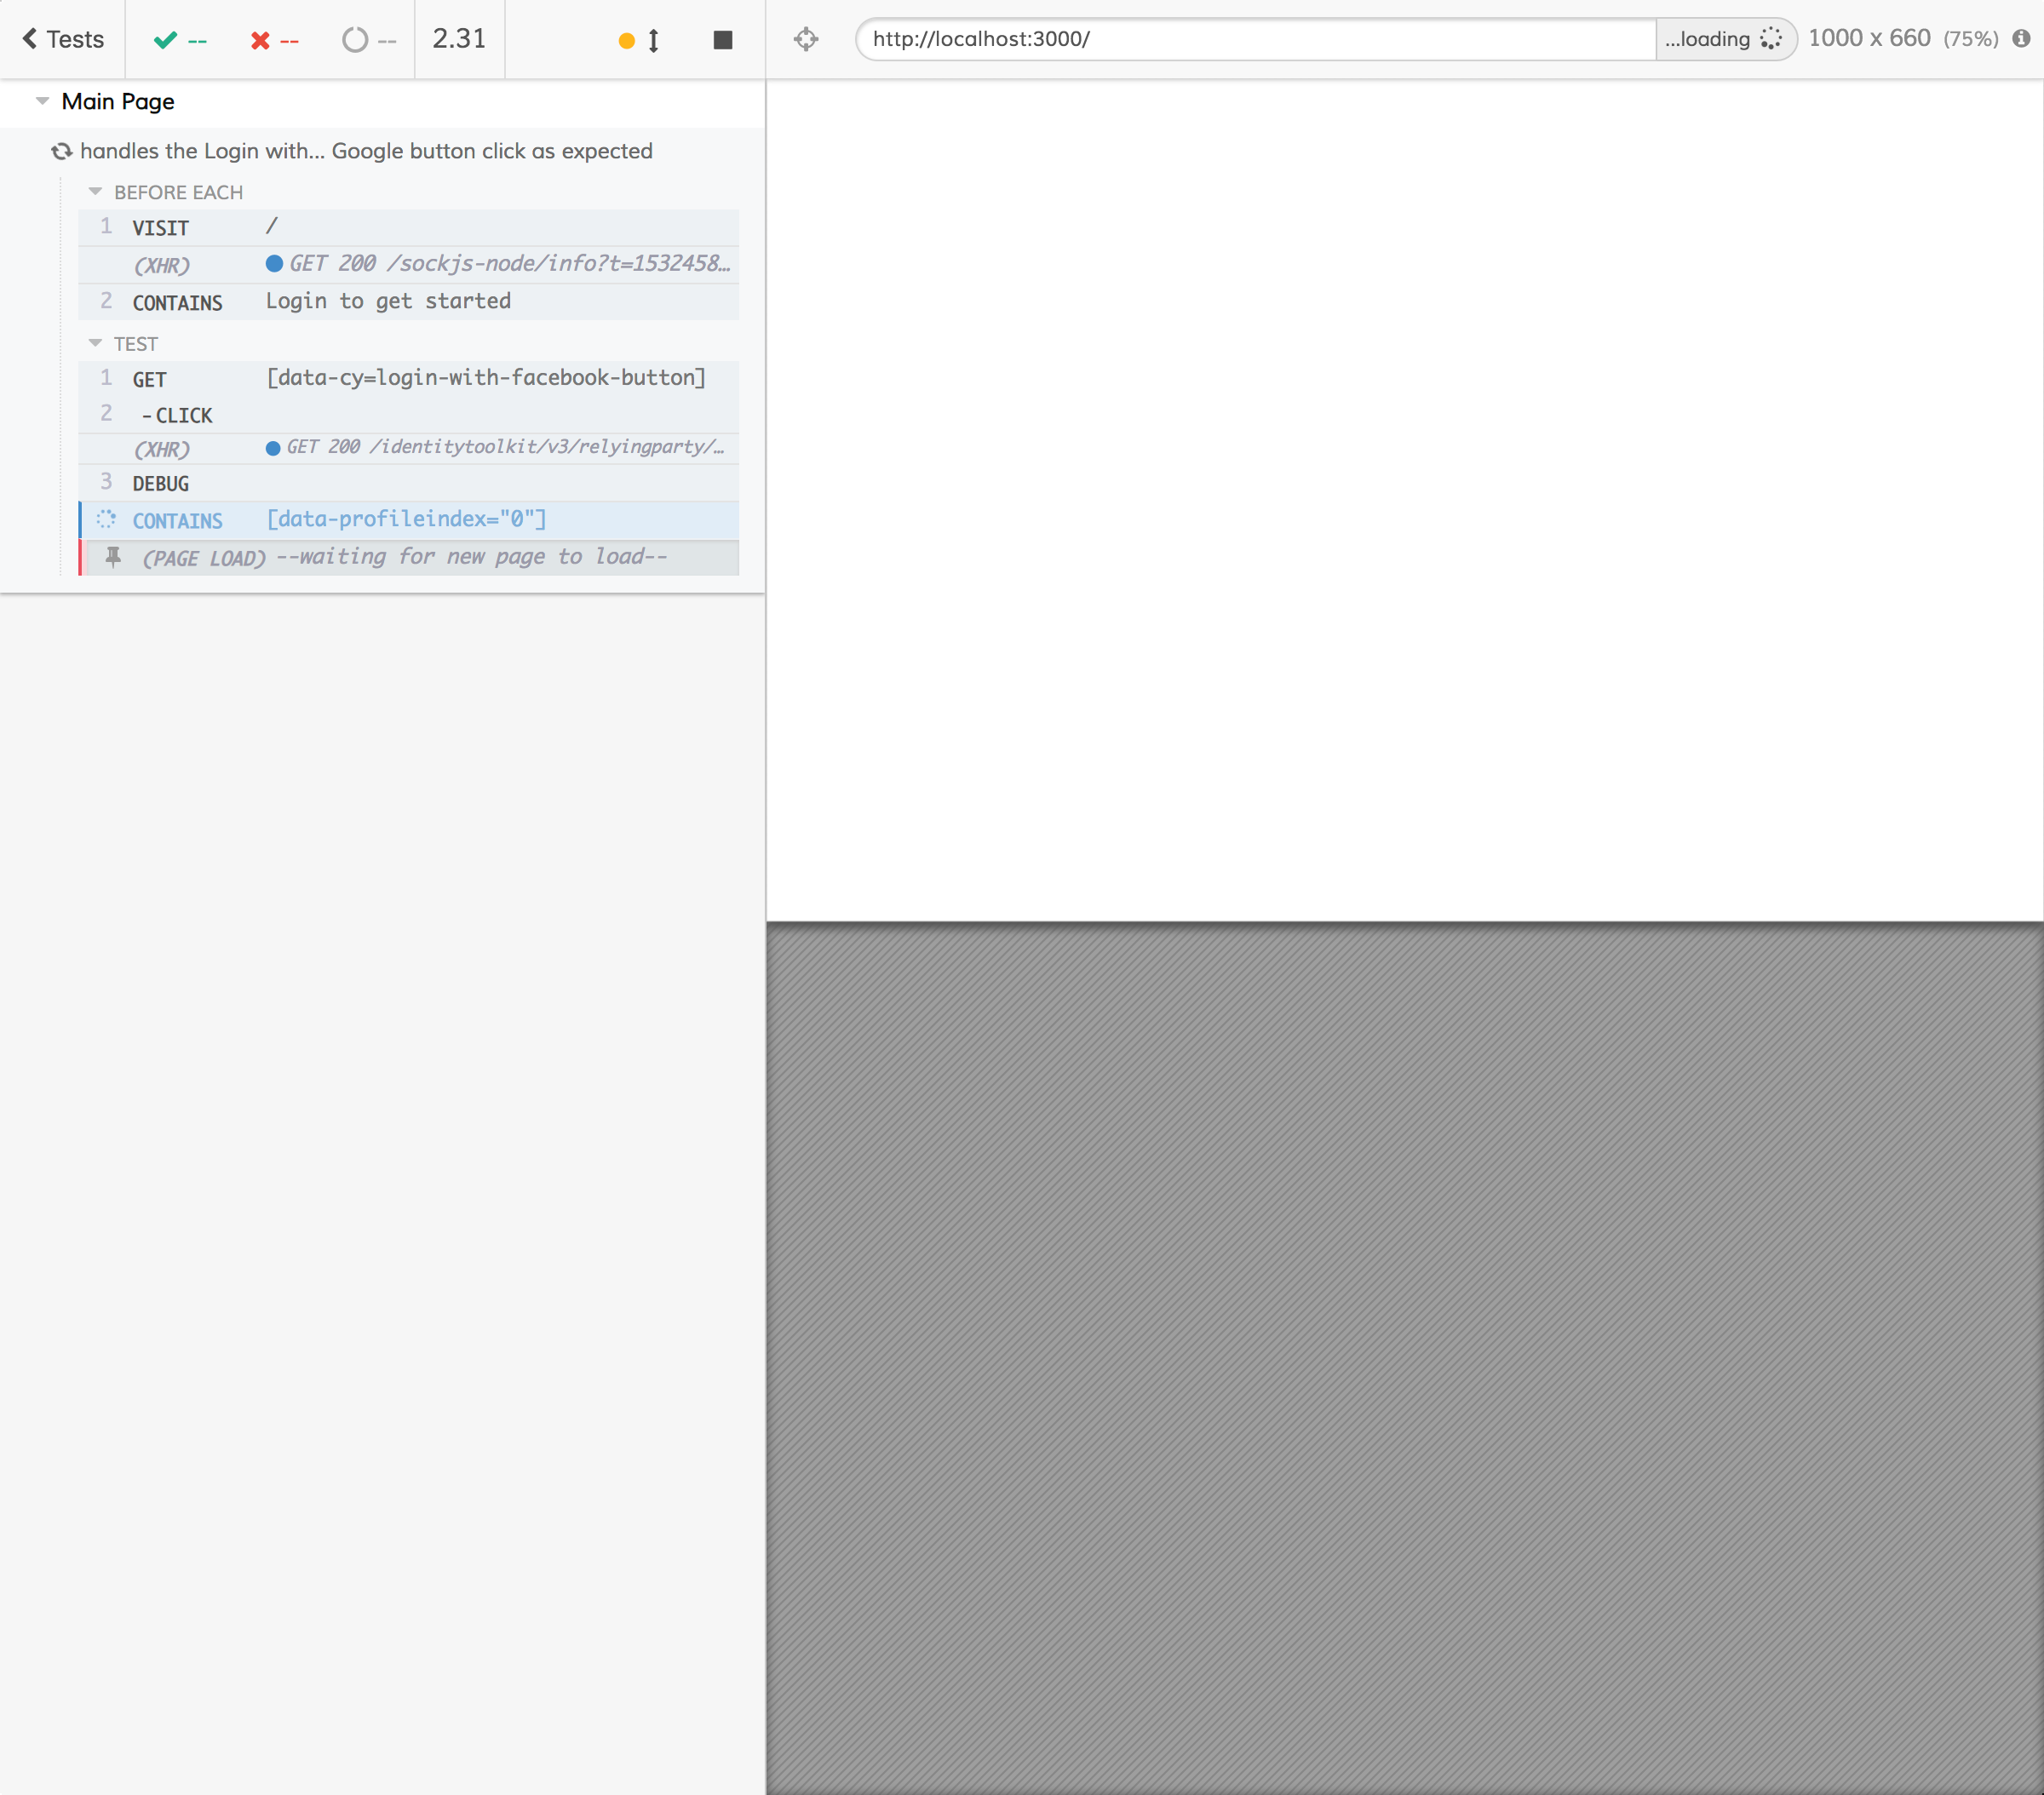 Tests -- -- -- 2.31
http://localhost:3000/ ...loading 1000 x 660 (75%)
Main Page
handles the Login with... Google button click as expected
BEFORE EACH
1 VISIT /
(XHR) GET 200 /sockjs-node/info?t=1532458...
2 CONTAINS Login to get started
TEST
1 GET [data-cy=login-with-facebook-button]
2 -CLICK
(XHR) GET 200 /identitytoolkit/v3/relyingparty/...
3 DEBUG
CONTAINS [data-profileindex="0"]
(PAGE LOAD) --waiting for new page to load--